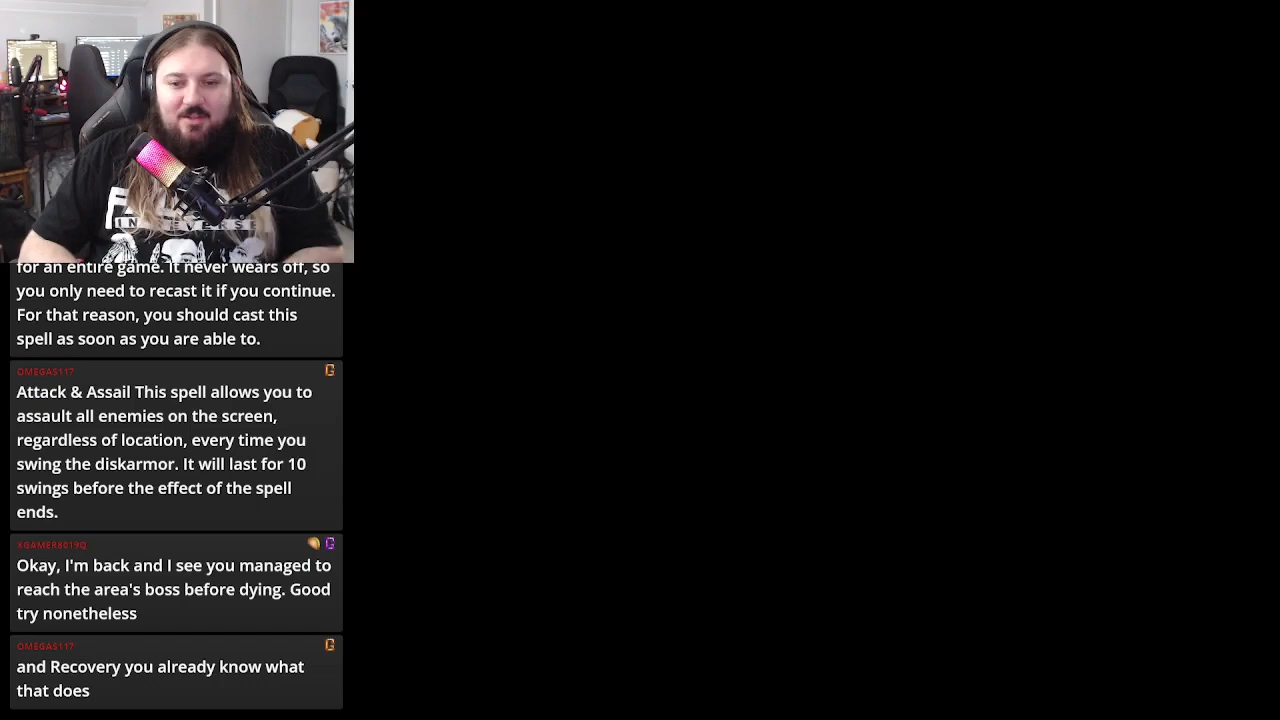 IN
for an entire game. It never wears off, so
you only need to recast it if you continue.
For that reason, you should cast this
spell as soon as you are able to.
OMEGAS117
Attack & Assail This spell allows you to
assault all enemies on the screen,
regardless of location, every time you
swing the diskarmor. It will last for 10
swings before the effect of the spell
ends.
XGAMER8019Q
Okay, I'm back and I see you managed to
reach the area's boss before dying. Good
try nonetheless
OMEGAS117
and Recovery you already know what
that does